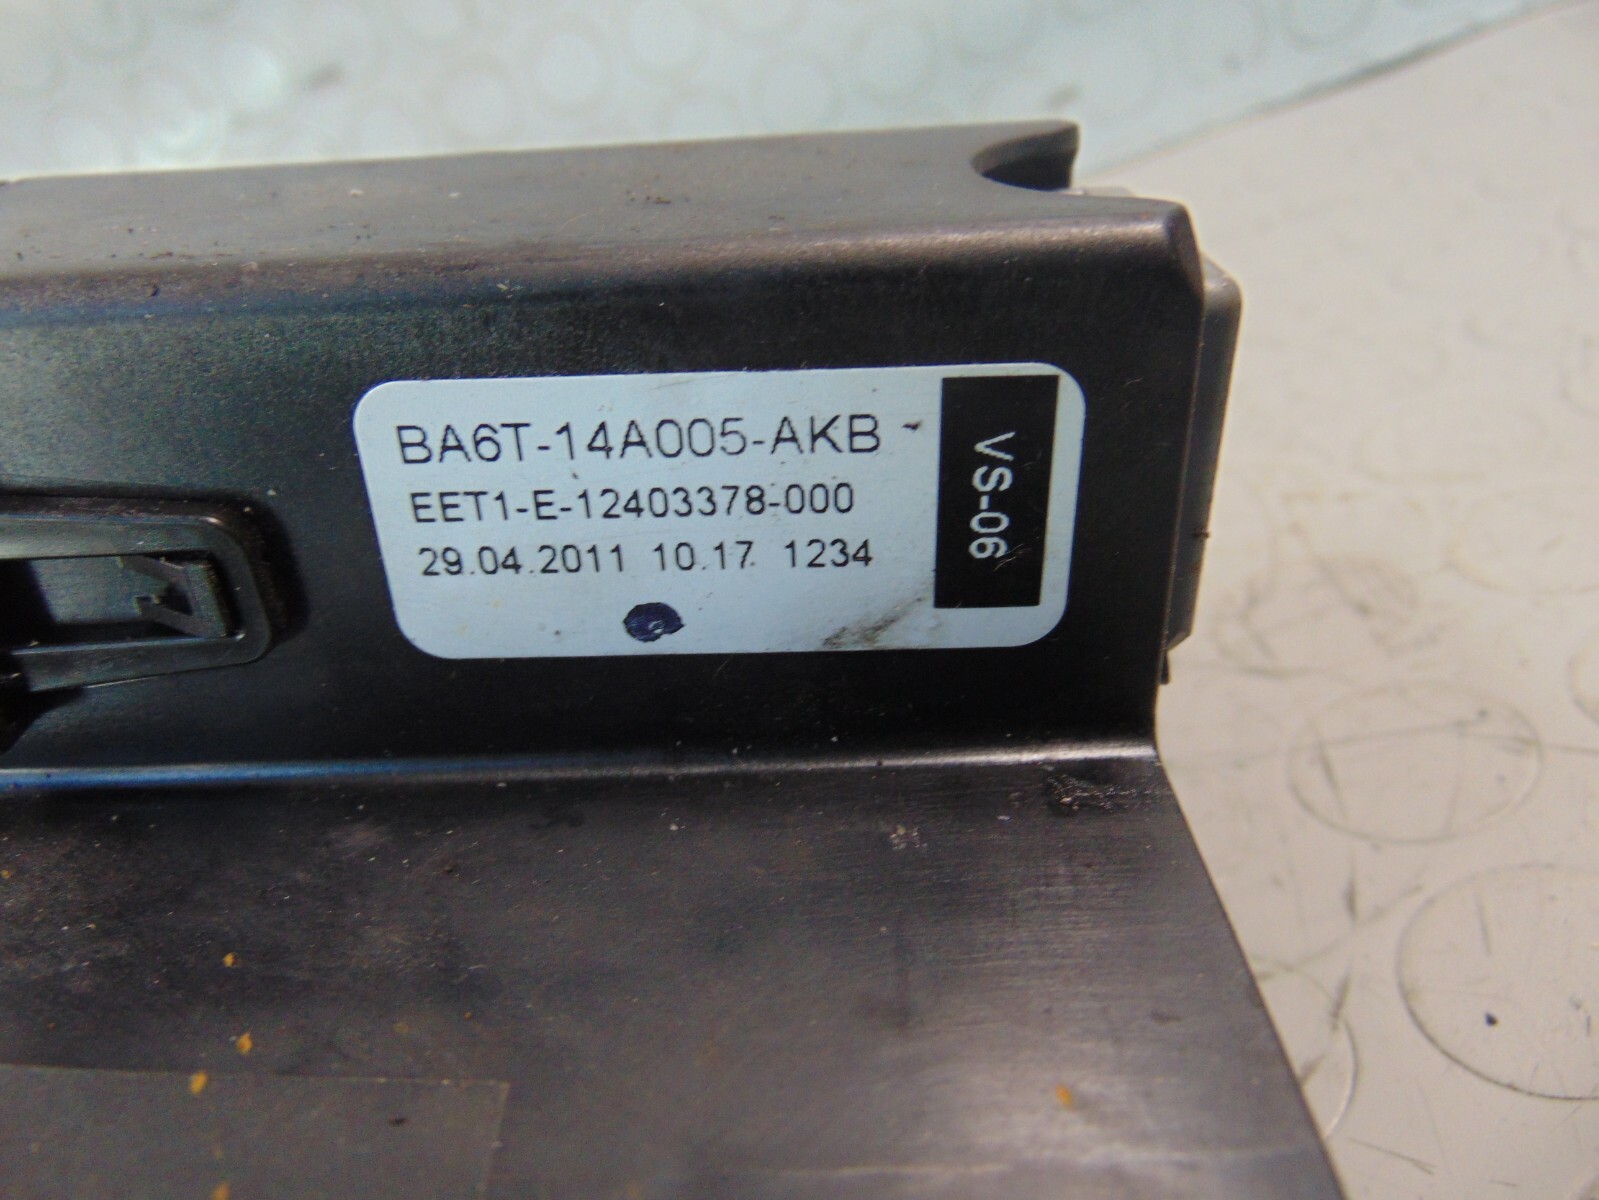 BA6T-14A005-AKB
EET1-E-12403378-000
29.04.2011 10.17. 1234
VS-06